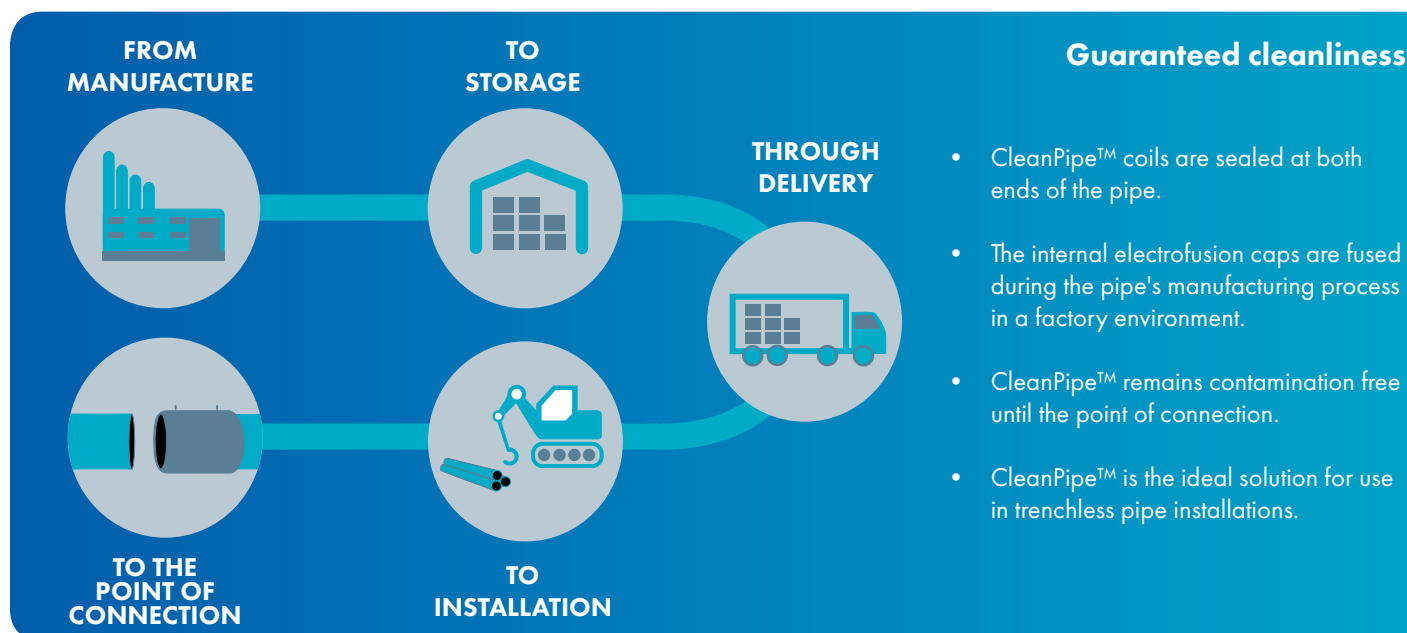 FROM
MANUFACTURE
TO
STORAGE
THROUGH
DELIVERY
TO
INSTALLATION
TO THE
POINT OF
CONNECTION
Guaranteed cleanliness
• CleanPipe™ coils are sealed at both
ends of the pipe.
• The internal electrofusion caps are fused
during the pipe's manufacturing process
in a factory environment.
• CleanPipe™ remains contamination free
until the point of connection.
• CleanPipe™ is the ideal solution for use
in trenchless pipe installations.